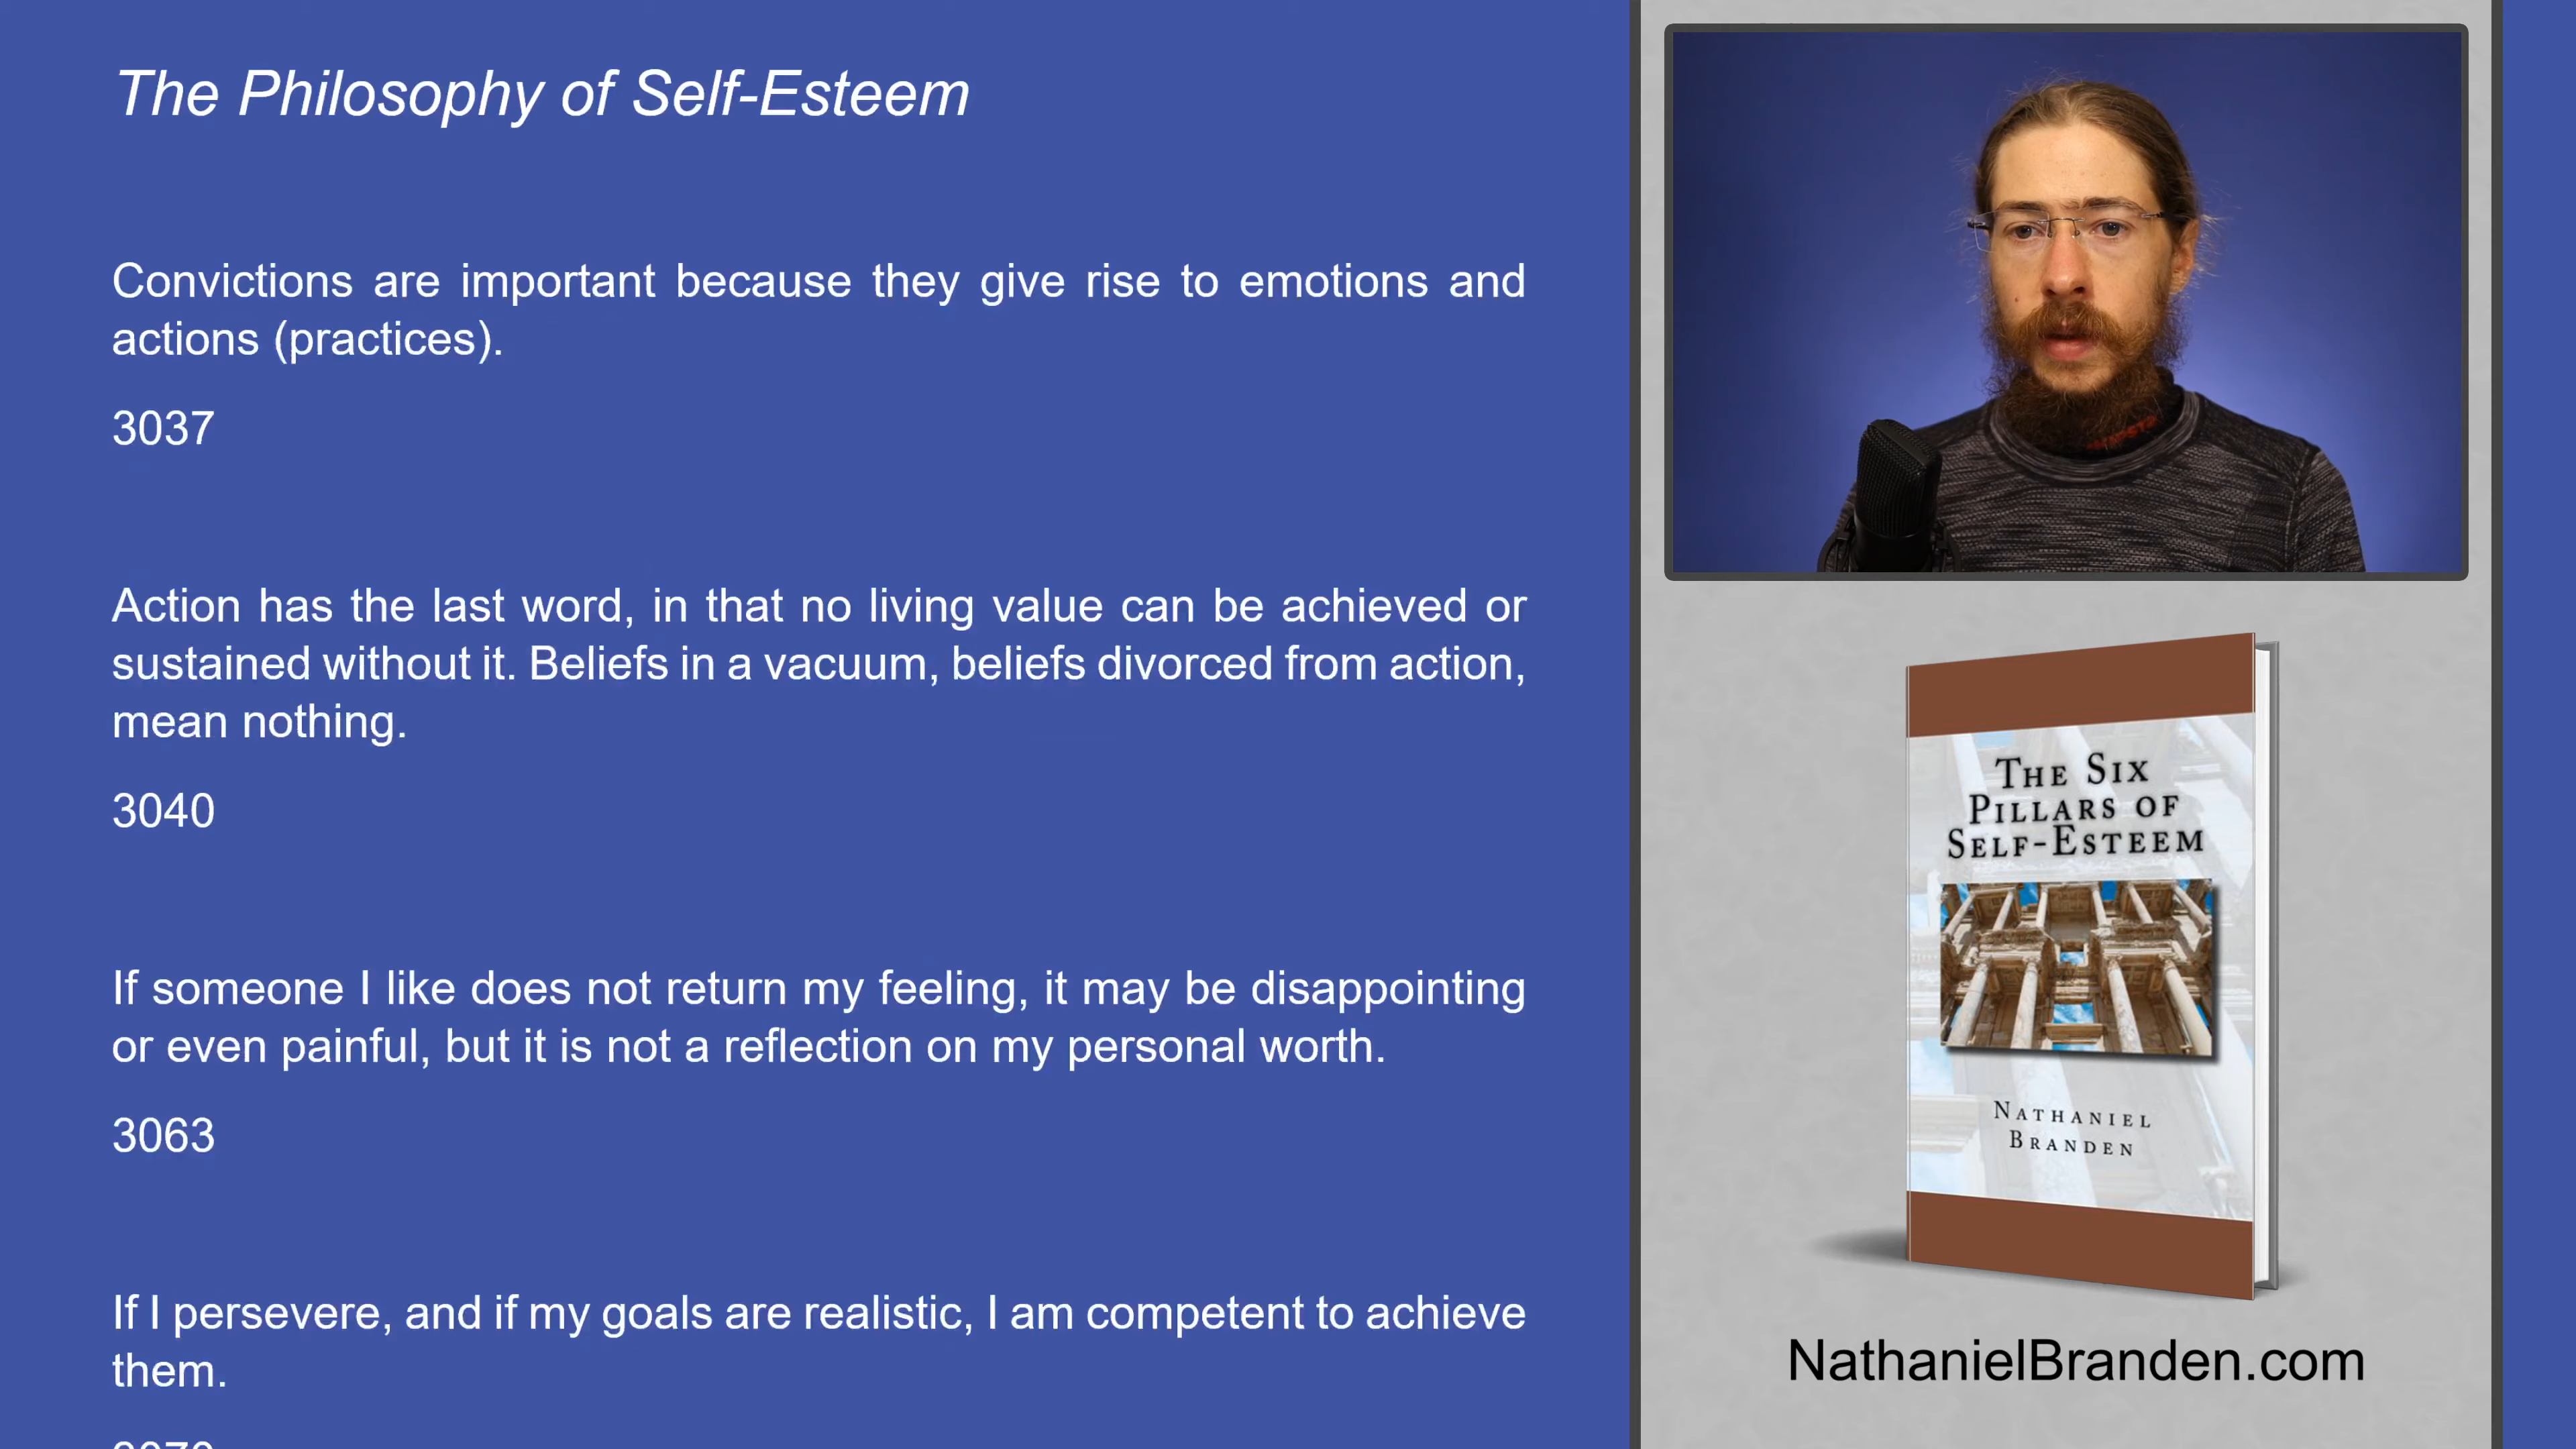 The Philosophy of Self-Esteem
Convictions are important because they give rise to emotions and
actions (practices).
3037
Action has the last word, in that no living value can be achieved or
sustained without it. Beliefs in a vacuum, beliefs divorced from action,
mean nothing.
3040
If someone I like does not return my feeling, it may be disappointing
or even painful, but it is not a reflection on my personal worth.
3063
If I persevere, and if my goals are realistic, I am competent to achieve
them.
THE SIX
PILLARS OF
SELF-ESTEEM
NATHANIEL
BRANDEN
NathanielBranden.com